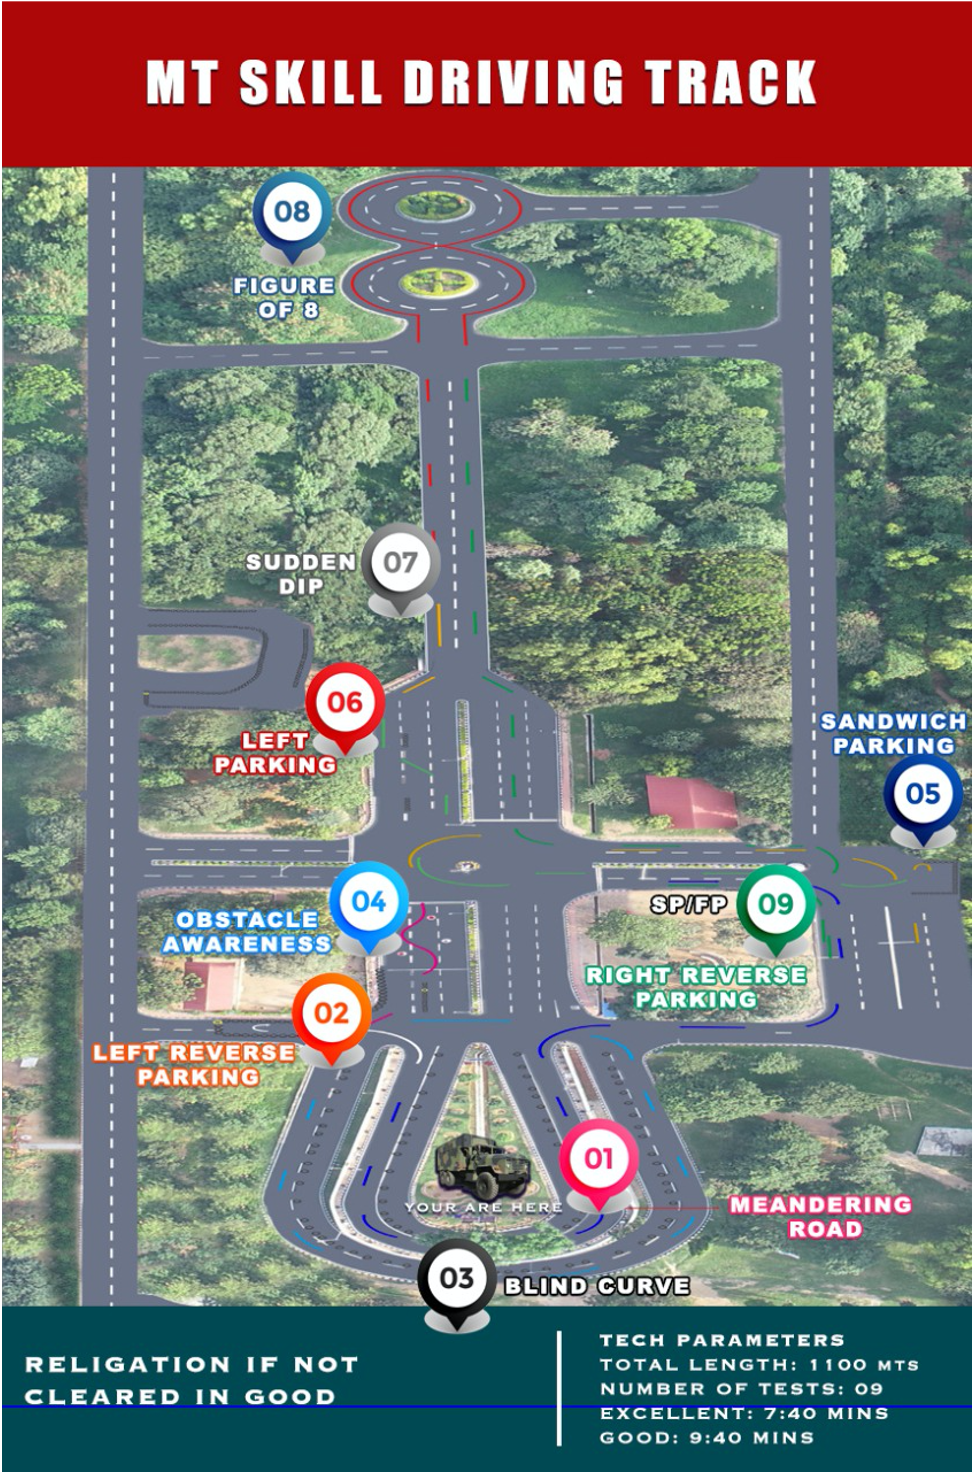 MT SKILL DRIVING TRACK
08
FIGURE
OF 8
SUDDEN
DIP
07
06
LEFT
PARKING
SANDWICH
PARKING
05
04
OBSTACLE
AWARENESS
SP/FP
09
RIGHT REVERSE
PARKING
02
LEFT REVERSE
PARKING
01
YOUR ARE HERE
MEANDERING
ROAD
03
BLIND CURVE
RELIGATION IF NOT
CLEARED IN GOOD
TECH PARAMETERS
TOTAL LENGTH: 1100 MTS
NUMBER OF TESTS: 09
EXCELLENT: 7:40 MINS
GOOD: 9:40 MINS